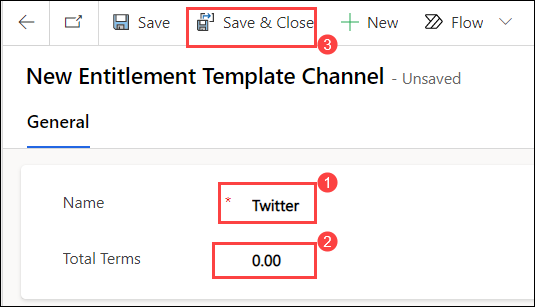 Save Save & Close New Flow
3
New Entitlement Template Channel - Unsaved
General
1
Name * Twitter
2
Total Terms 0.00